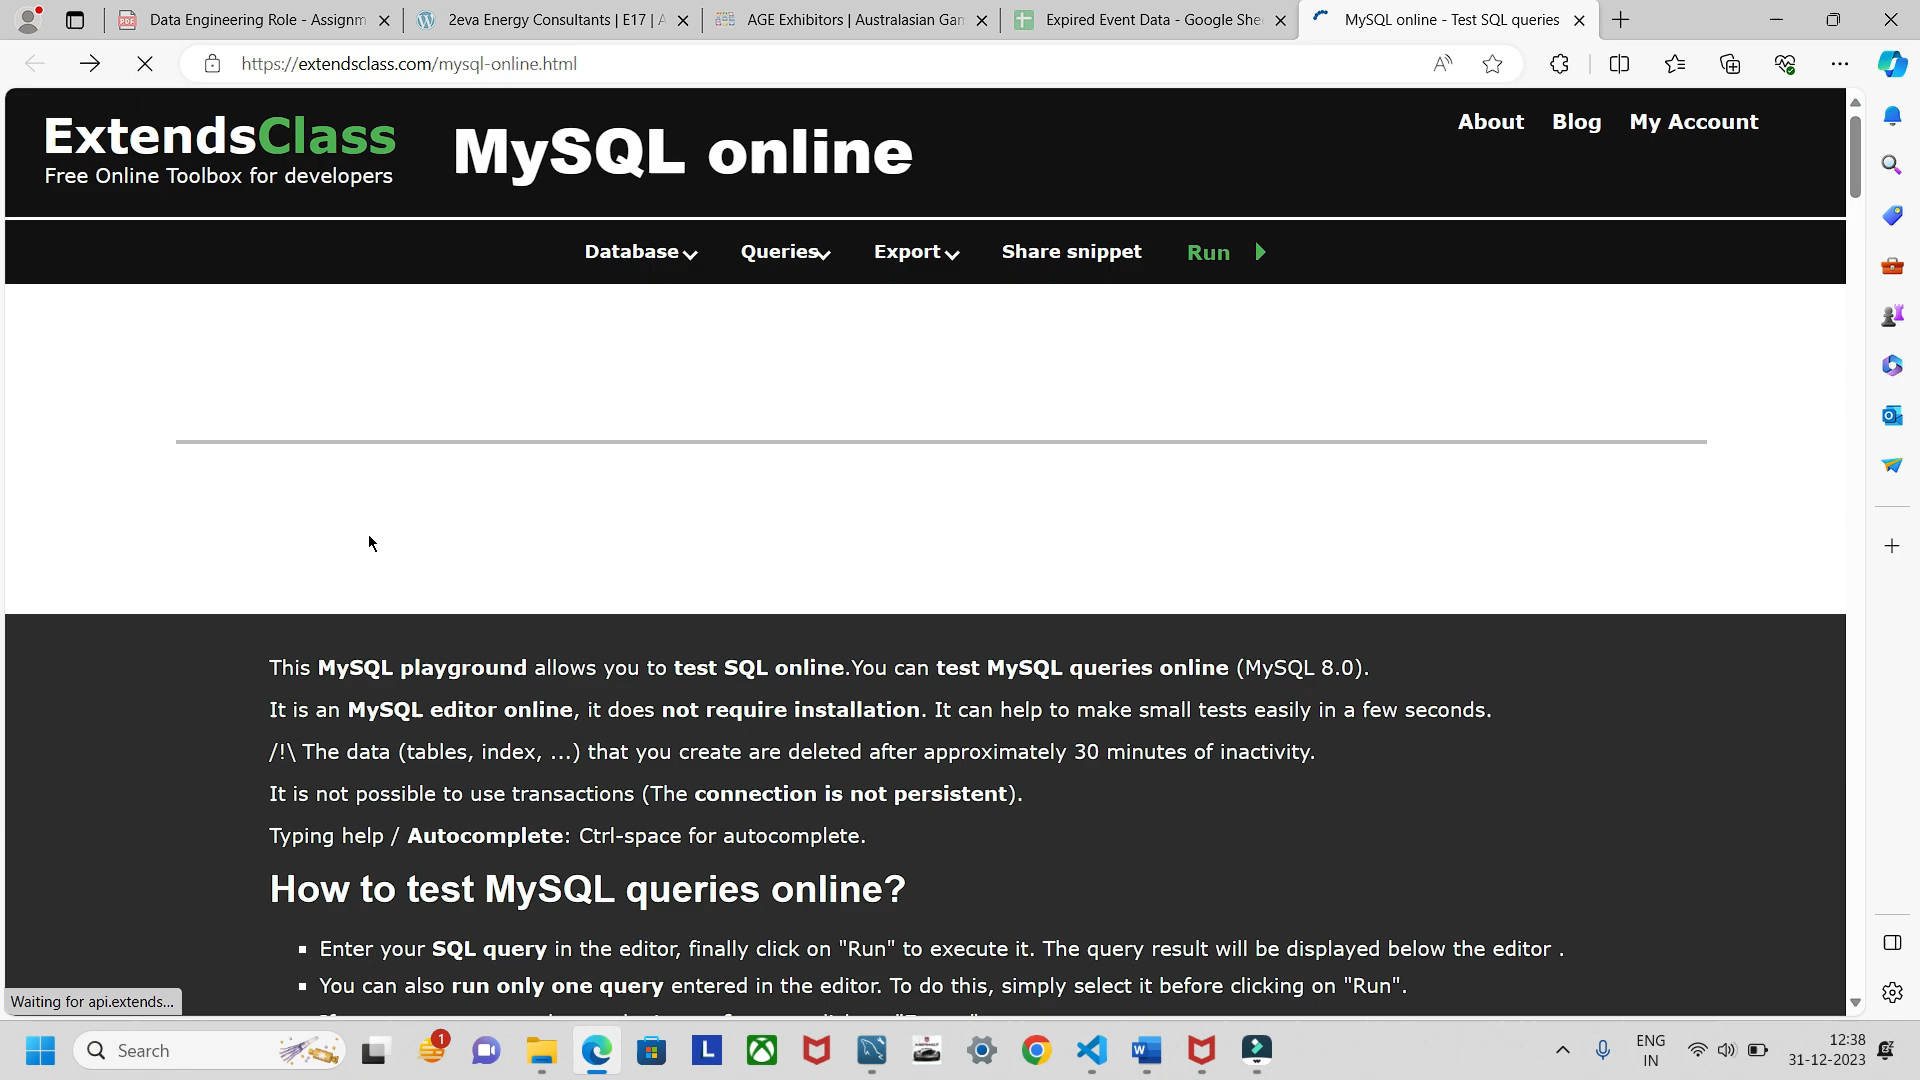 Data Engineering Role - Assignm
2eva Energy Consultants | E17 | A
AGE Exhibitors | Australasian Gam
Expired Event Data - Google She
MySQL online - Test SQL queries
https://extendsclass.com/mysql-online.html
ExtendsClass
Free Online Toolbox for developers
MySQL online
About Blog My Account
Database Queries Export Share snippet Run
This MySQL playground allows you to test SQL online.You can test MySQL queries online (MySQL 8.0).
It is an MySQL editor online, it does not require installation. It can help to make small tests easily in a few seconds.
/!\ The data (tables, index, ...) that you create are deleted after approximately 30 minutes of inactivity.
It is not possible to use transactions (The connection is not persistent).
Typing help / Autocomplete: Ctrl-space for autocomplete.
How to test MySQL queries online?
▪ Enter your SQL query in the editor, finally click on "Run" to execute it. The query result will be displayed below the editor .
▪ You can also run only one query entered in the editor. To do this, simply select it before clicking on "Run".
Waiting for api.extends...
Search
1
L
ENG
IN
12:38
31-12-2023